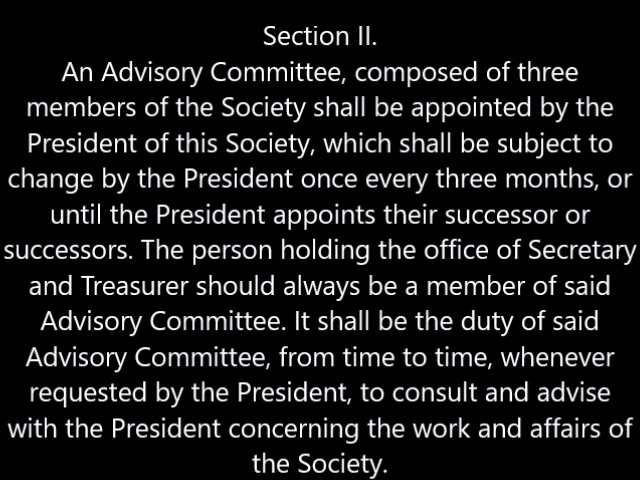 Section II.
An Advisory Committee, composed of three
members of the Society shall be appointed by the
President of this Society, which shall be subject to
change by the President once every three months, or
until the President appoints their successor or
successors. The person holding the office of Secretary
and Treasurer should always be a member of said
Advisory Committee. It shall be the duty of said
Advisory Committee, from time to time, whenever
requested by the President, to consult and advise
with the President concerning the work and affairs of
the Society.